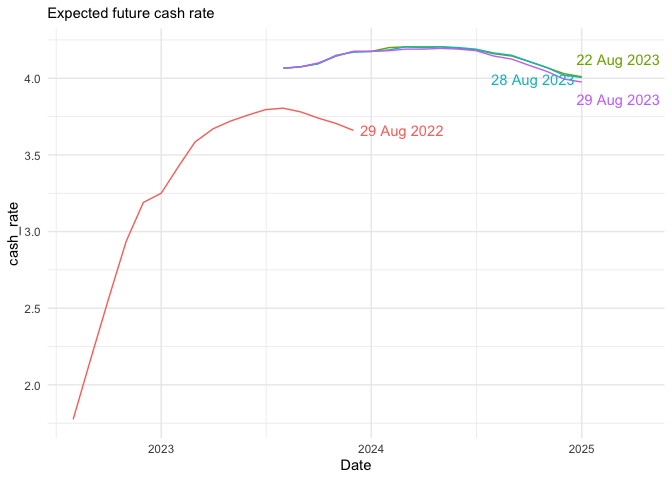 Expected future cash rate
22 Aug 2023
28 Aug 2023
29 Aug 2023
29 Aug 2022
4.0
3.5
3.0
2.5
2.0
cash_rate
2023
2024
2025
Date